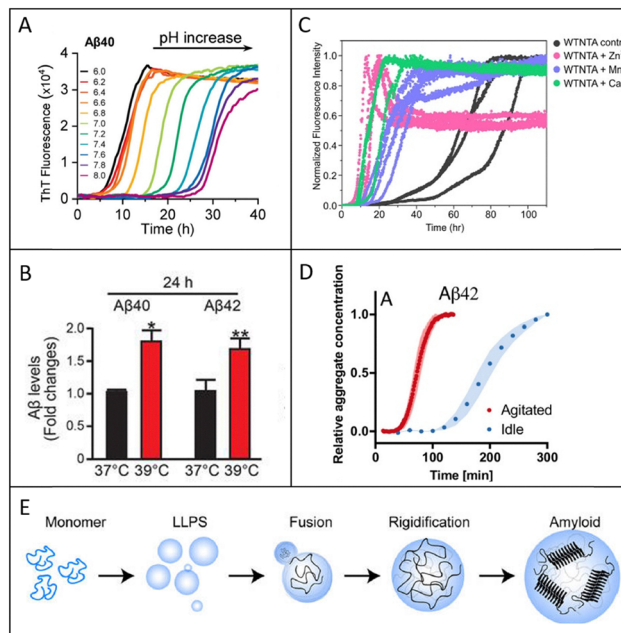 A
Aβ40
pH increase
ThT Fluorescence (x10⁴)
4
3
2
1
0
6.0
6.2
6.4
6.6
6.8
7.0
7.2
7.4
7.6
7.8
8.0
0 10 20 30 40
Time (h)
C
Normalized Fluorescence Intensity
1.0
0.8
0.6
0.4
0.2
0.0
WTNTA contr
WTNTA + Zn
WTNTA + Mn
WTNTA + Ca
0 20 40 60 80 100
Time (hr)
B
24 h
Aβ40 Aβ42
Aβ levels
(Fold changes)
2.0
1.5
1.0
0.5
0
* **
37°C 39°C 37°C 39°C
D
A
Aβ42
Relative aggregate concentration
1.0
0.5
0.0
Agitated
Idle
0 100 200 300
Time [min]
E
Monomer LLPS Fusion Rigidification Amyloid